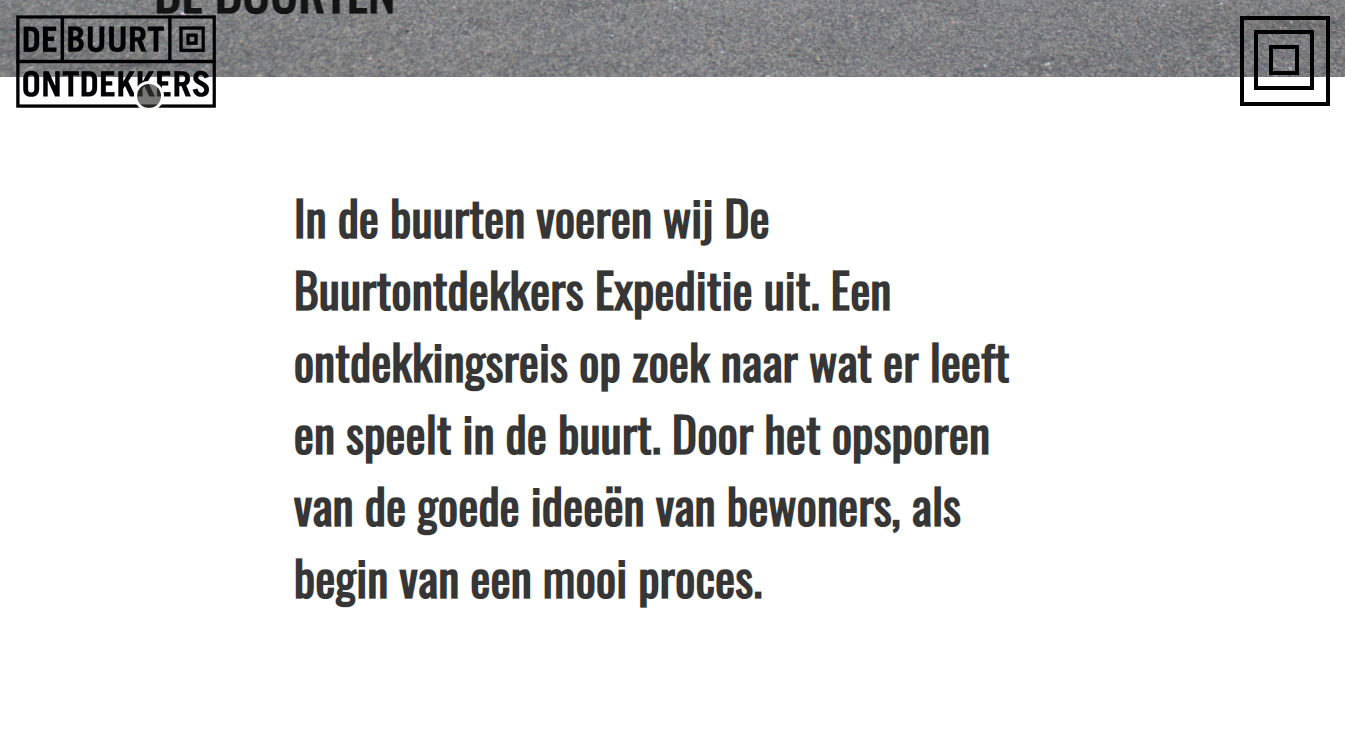 DE BUURTEN
DE BUURT
ONTDEKKERS
In de buurten voeren wij De
Buurtontdekkers Expeditie uit. Een
ontdekkingsreis op zoek naar wat er leeft
en speelt in de buurt. Door het opsporen
van de goede ideeën van bewoners, als
begin van een mooi proces.